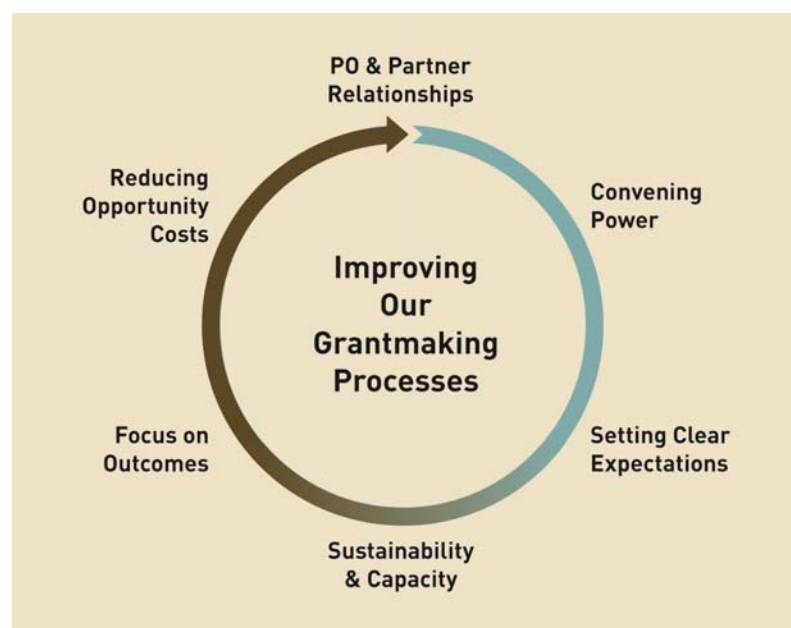 PO & Partner
Relationships
Convening
Power
Setting Clear
Expectations
Sustainability
& Capacity
Focus on
Outcomes
Reducing
Opportunity
Costs
Improving
Our
Grantmaking
Processes